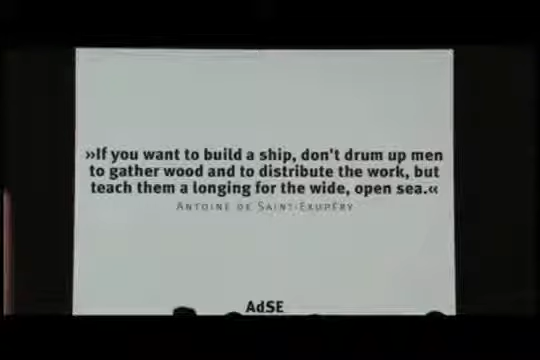 »If you want to build a ship, don't drum up men
to gather wood and to distribute the work, but
teach them a longing for the wide, open sea.«
ANTOINE DE SAINT-EXUPÉRY
AdSE